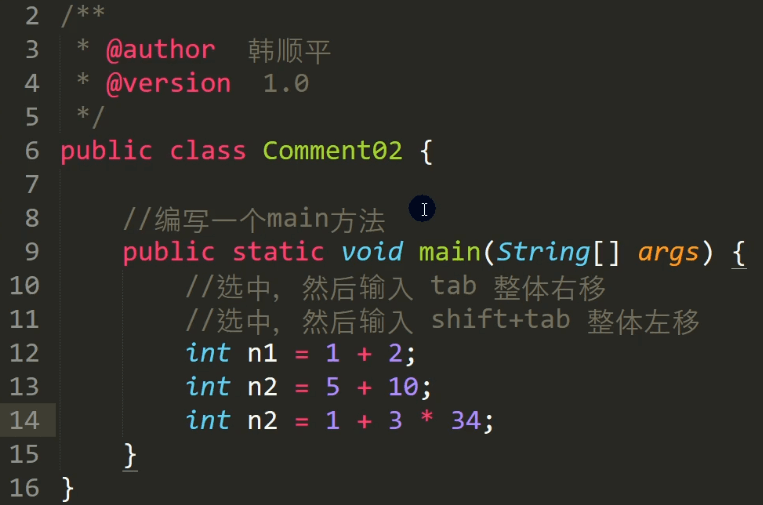 2 /**
3  * @author  韩顺平
4  * @version  1.0
5  */
6 public class Comment02 {
7
8     //编写一个main方法
9     public static void main(String[] args) {
10         //选中，然后输入 tab 整体右移
11         //选中，然后输入 shift+tab 整体左移
12         int n1 = 1 + 2;
13         int n2 = 5 + 10;
14         int n2 = 1 + 3 * 34;
15     }
16 }